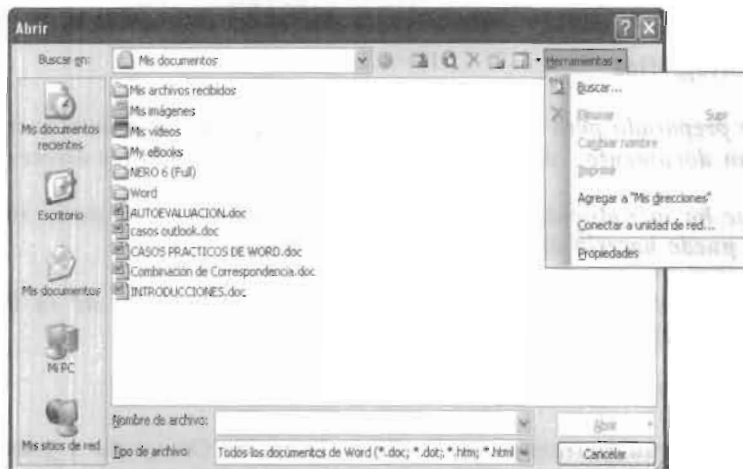 Abrir
Buscar en:
Mis documentos
Herramientas
Mis archivos recibidos
Mis imágenes
Mis vídeos
My eBooks
NERO 6 (Full)
Word
AUTOEVALUACION.doc
casos outlook.doc
CASOS PRACTICOS DE WORD.doc
Combinación de Correspondencia.doc
INTRODUCCIONES.doc
Mis documentos
recientes
Escritorio
Mis documentos
Mi PC
Mis sitios de red
Buscar...
Eliminar Supr
Cambiar nombre
Imprimir
Agregar a "Mis direcciones"
Conectar a unidad de red...
Propiedades
Nombre de archivo:
Abrir
Tipo de archivo:
Todos los documentos de Word (*.doc; *.dot; *.htm; *.html
Cancelar